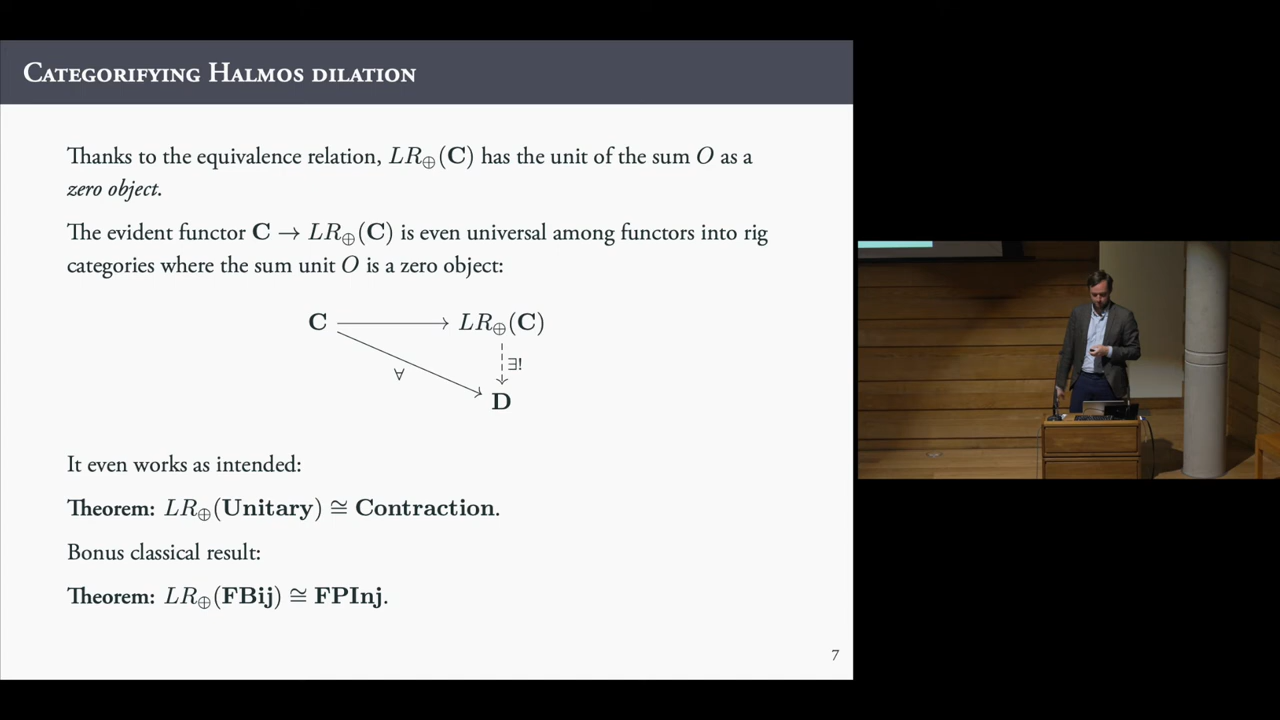 Categorifying Halmos dilation
Thanks to the equivalence relation, LR⊕(C) has the unit of the sum O as a
zero object.
The evident functor C → LR⊕(C) is even universal among functors into rig
categories where the sum unit O is a zero object:
C LR⊕(C)
∃!
∀
D
It even works as intended:
Theorem: LR⊕(Unitary) ≅ Contraction.
Bonus classical result:
Theorem: LR⊕(FBij) ≅ FPInj.
7